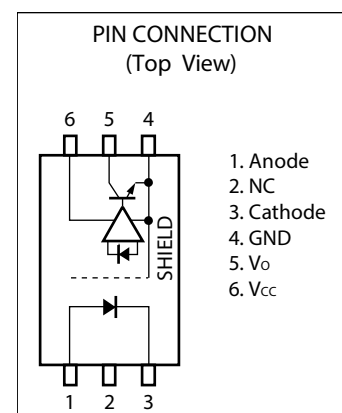 PIN CONNECTION
(Top View)
6 5 4
SHIELD
1 2 3
1. Anode
2. NC
3. Cathode
4. GND
5. Vo
6. Vcc